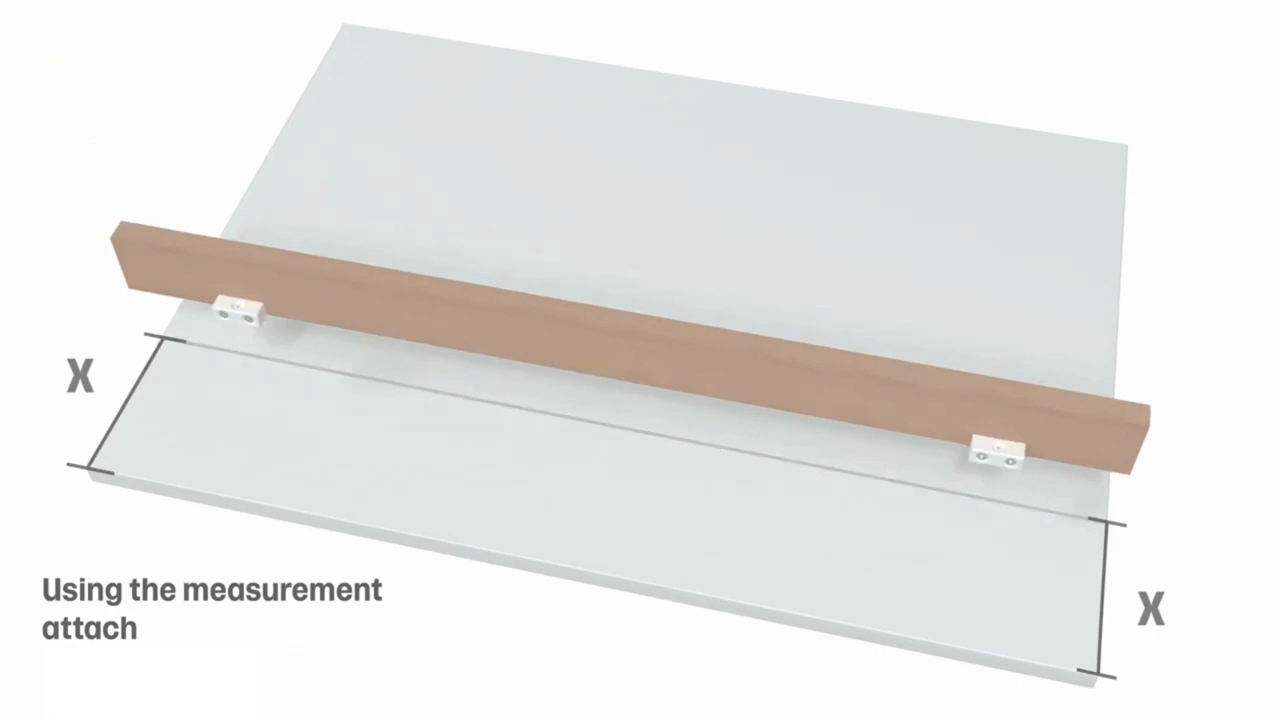 X
Using the measurement
attach
X